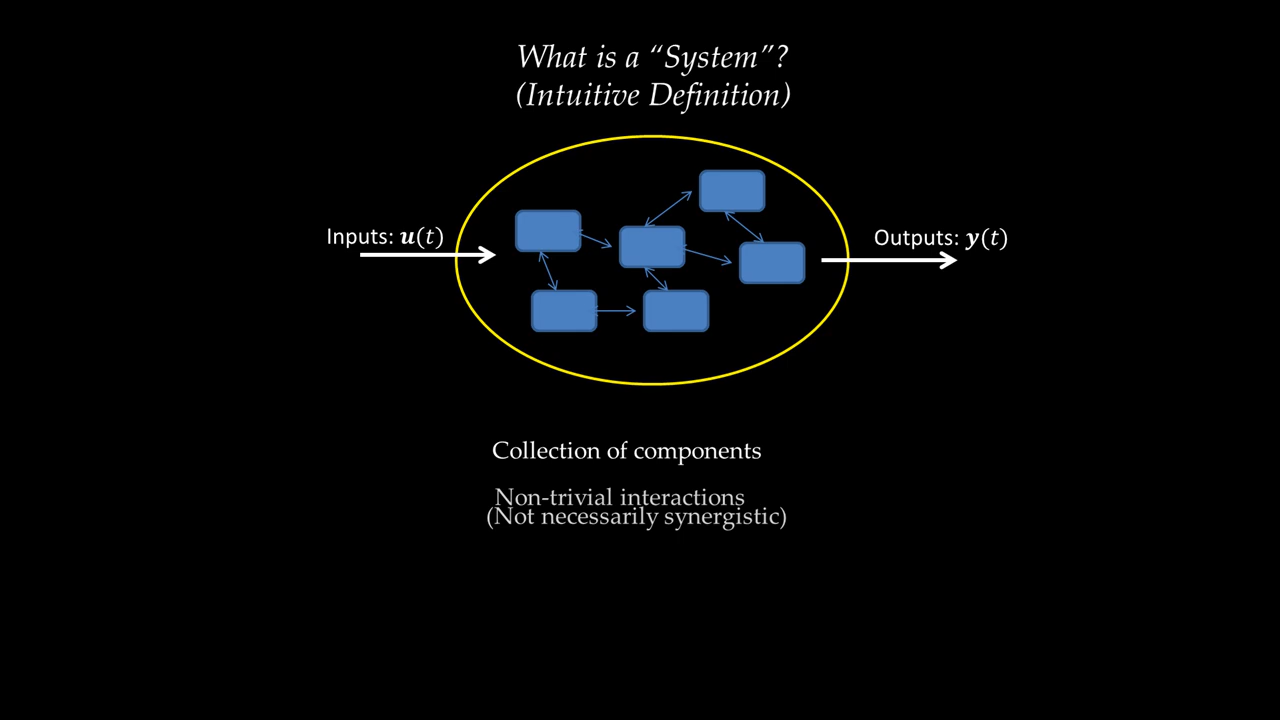 What is a “System”?
(Intuitive Definition)
Inputs: u(t)
Outputs: y(t)
Collection of components
Non-trivial interactions
(Not necessarily synergistic)